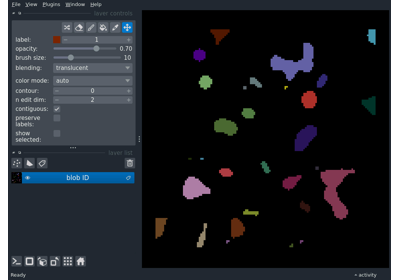 File View Plugins Window Help
layer controls
label: 1
opacity: 0.70
brush size: 10
blending: translucent
color mode: auto
contour: 0
n edit dim: 2
contiguous:
preserve
labels:
show
selected:
layer list
blob ID
Ready
activity